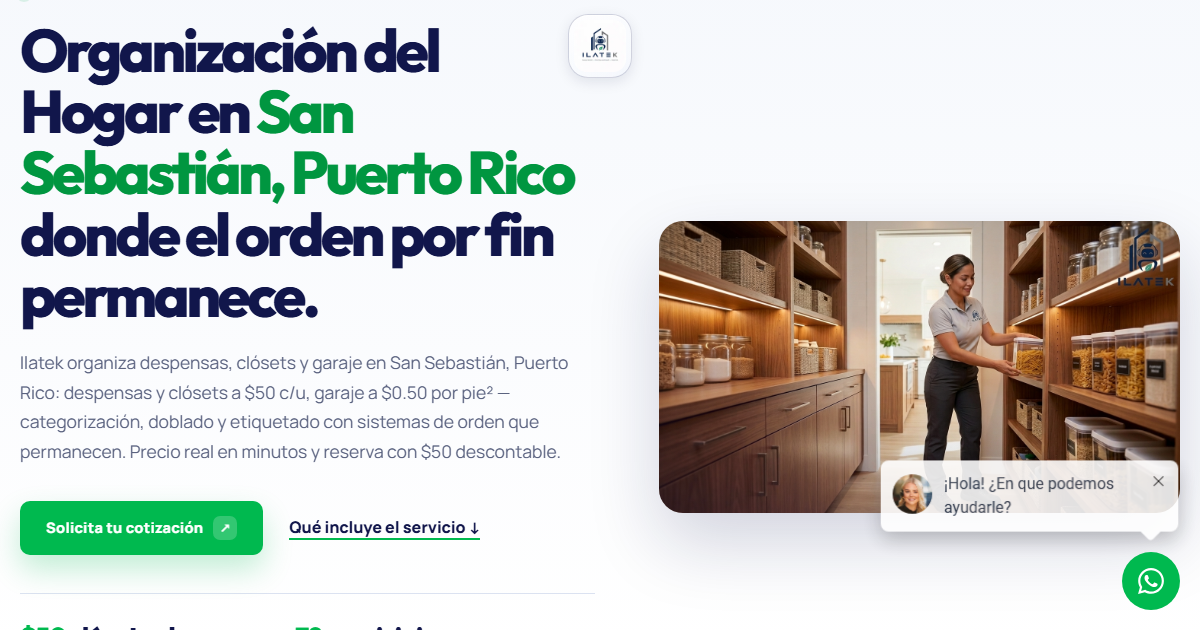 Organización del
Hogar en San
Sebastián, Puerto Rico
donde el orden por fin
permanece.
ILATEK
Ilatek organiza despensas, clósets y garaje en San Sebastián, Puerto
Rico: despensas y clósets a $50 c/u, garaje a $0.50 por pie² —
categorización, doblado y etiquetado con sistemas de orden que
permanecen. Precio real en minutos y reserva con $50 descontable.
Solicita tu cotización ↗
Qué incluye el servicio ↓
ILATEK
¡Hola! ¿En que podemos
ayudarle?